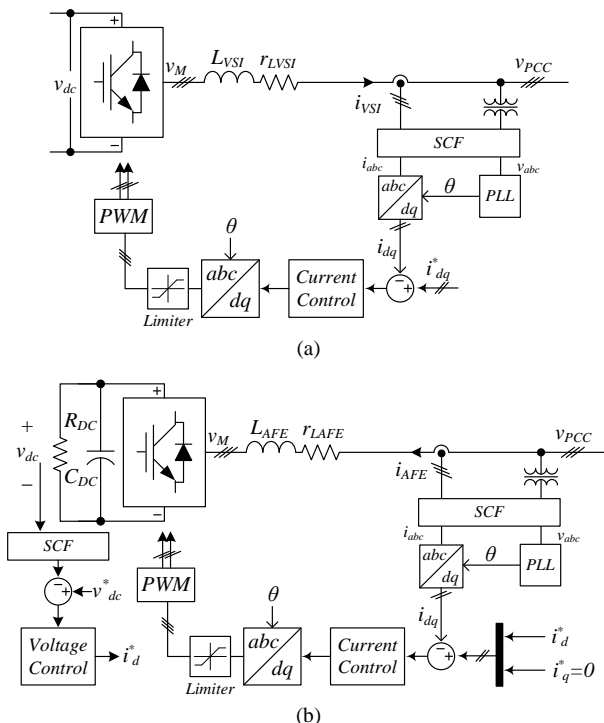 +
v_dc
−
v_M
L_VSI
r_LVSI
i_VSI
v_PCC
SCF
i_abc
v_abc
abc
dq
θ
PLL
PWM
θ
i_dq
i*_dq
abc
dq
Current
Control
−
+
Limiter
(a)
+
v_dc
−
R_DC
C_DC
+
−
v_M
L_AFE
r_LAFE
i_AFE
v_PCC
SCF
i_abc
v_abc
abc
dq
θ
PLL
SCF
−
+
v*_dc
Voltage
Control
i*_d
PWM
θ
i_dq
abc
dq
Current
Control
−
+
i*_d
i*_q=0
Limiter
(b)